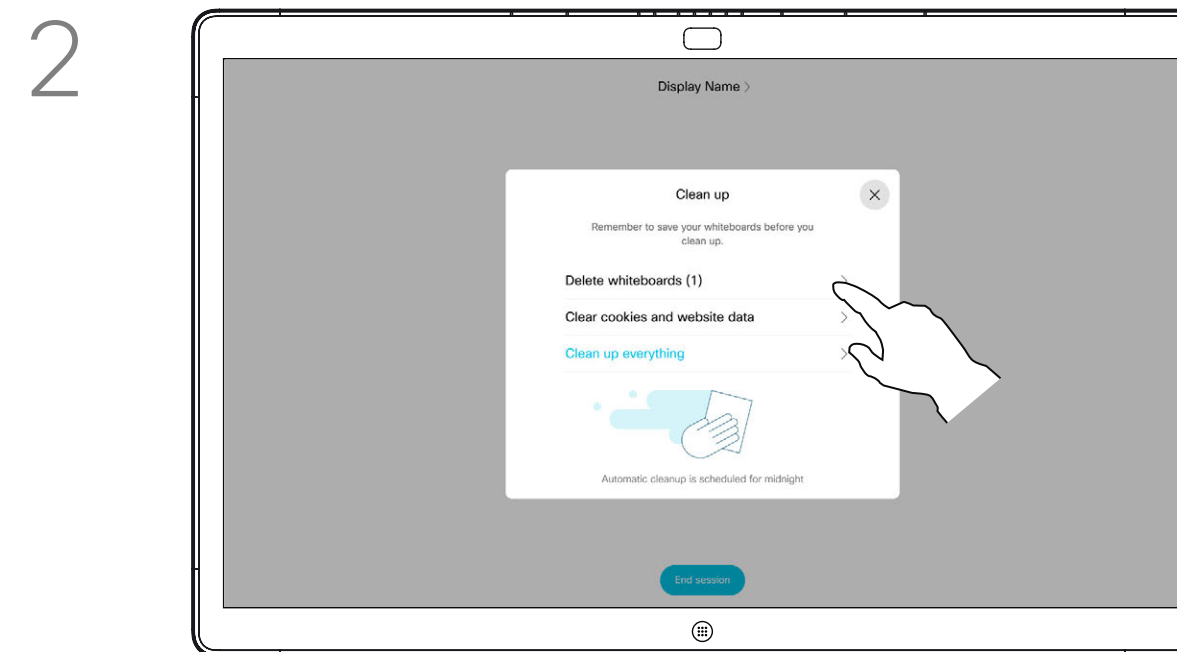 2
Display Name >
Clean up
Remember to save your whiteboards before you
clean up.
Delete whiteboards (1)
Clear cookies and website data
Clean up everything
Automatic cleanup is scheduled for midnight
End session